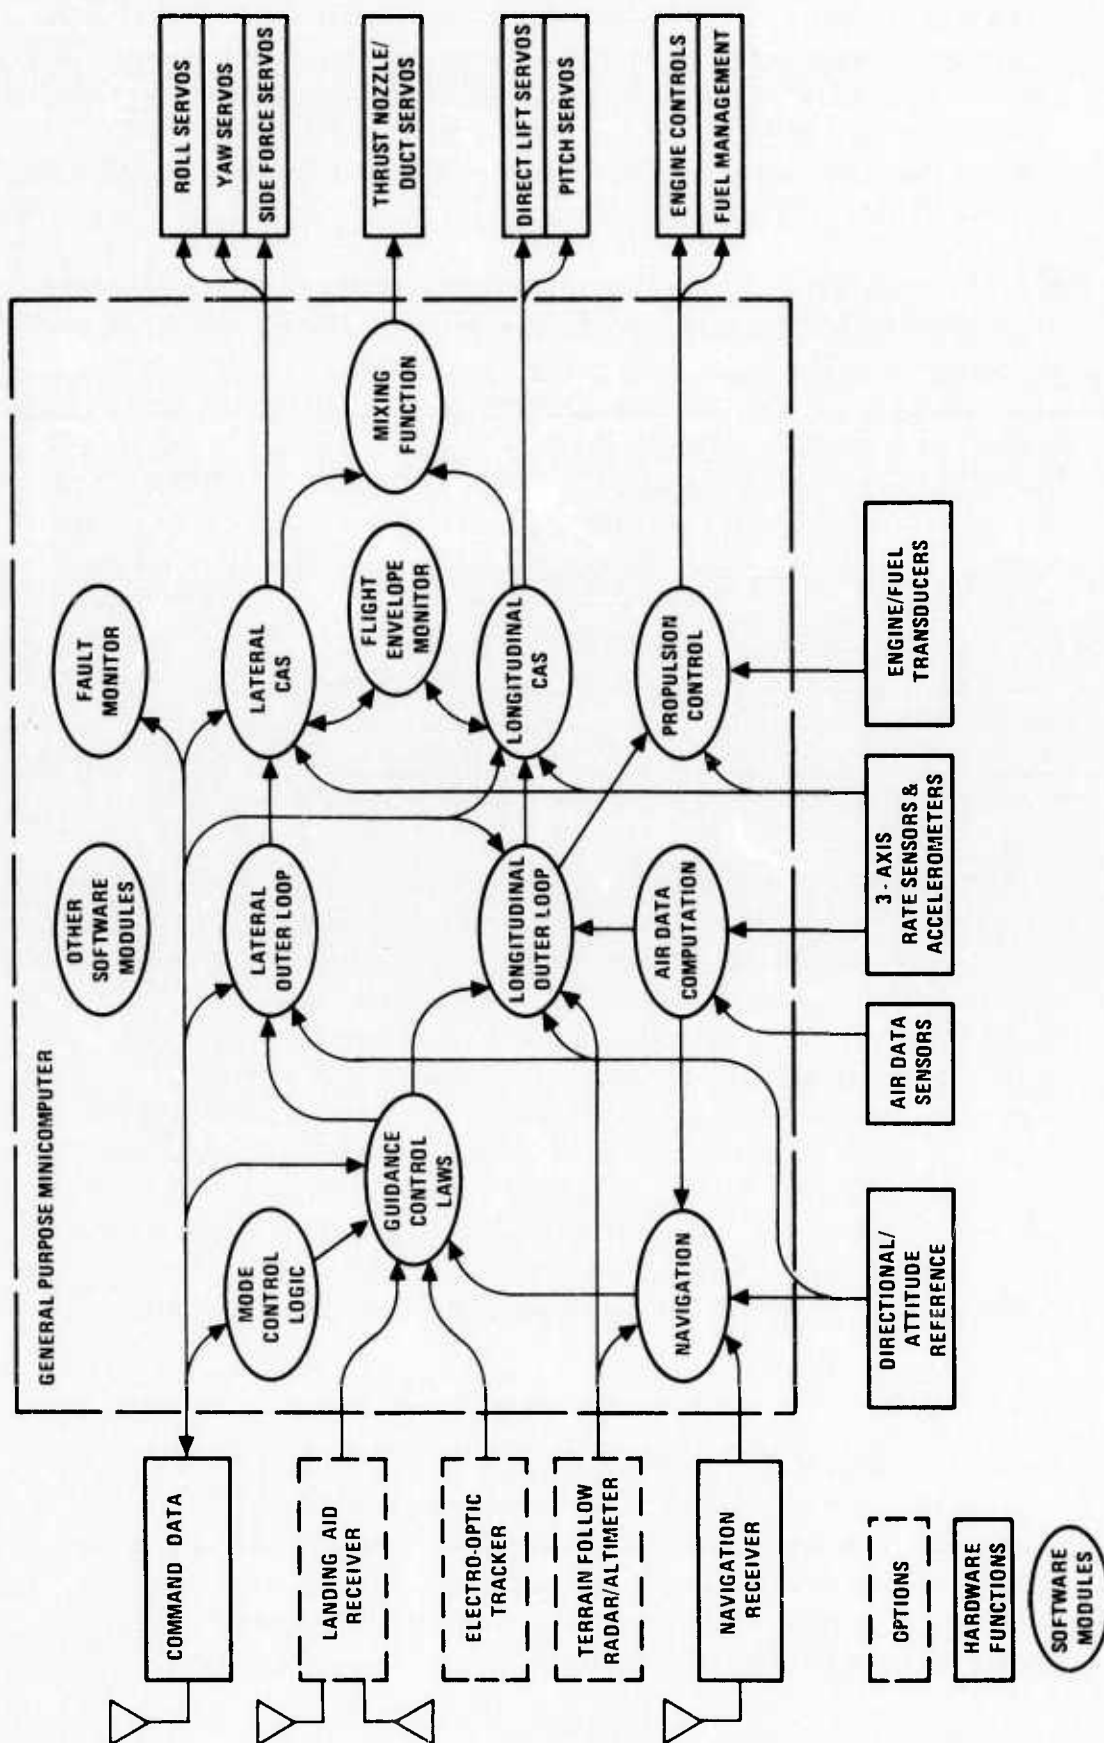 GENERAL PURPOSE MINICOMPUTER
COMMAND DATA
LANDING AID
RECEIVER
ELECTRO-OPTIC
TRACKER
TERRAIN FOLLOW
RADAR/ALTIMETER
NAVIGATION
RECEIVER
MODE
CONTROL
LOGIC
GUIDANCE
CONTROL
LAWS
NAVIGATION
OTHER
SOFTWARE
MODULES
LATERAL
OUTER LOOP
LONGITUDINAL
OUTER LOOP
AIR DATA
COMPUTATION
FAULT
MONITOR
LATERAL
CAS
FLIGHT
ENVELOPE
MONITOR
LONGITUDINAL
CAS
PROPULSION
CONTROL
MIXING
FUNCTION
ROLL SERVOS
YAW SERVOS
SIDE FORCE SERVOS
THRUST NOZZLE/
DUCT SERVOS
DIRECT LIFT SERVOS
PITCH SERVOS
ENGINE CONTROLS
FUEL MANAGEMENT
DIRECTIONAL/
ATTITUDE
REFERENCE
AIR DATA
SENSORS
3-AXIS
RATE SENSORS &
ACCELEROMETERS
ENGINE/FUEL
TRANSDUCERS
OPTIONS
HARDWARE
FUNCTIONS
SOFTWARE
MODULES